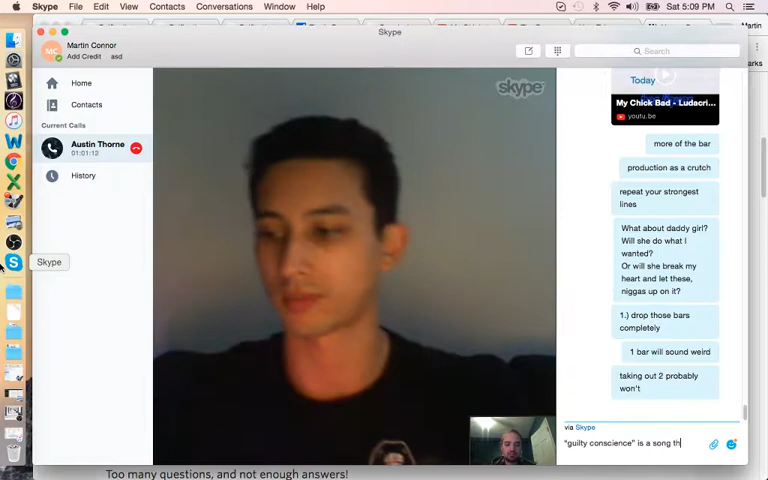 Skype File Edit View Contacts Conversations Window Help Sat 5:09 PM
Skype
Martin
Martin Connor
MC
Add Credit asd
Search
Home
Contacts
Current Calls
Austin Thorne
01:01:12
History
Skype
skype
Today
My Chick Bad - Ludacri...
youtu.be
more of the bar
production as a crutch
repeat your strongest
lines
What about daddy girl?
Will she do what I
wanted?
Or will she break my
heart and let these,
niggas up on it?
1.) drop those bars
completely
1 bar will sound weird
taking out 2 probably
won't
via Skype
"guilty conscience" is a song th
Too many questions, and not enough answers!